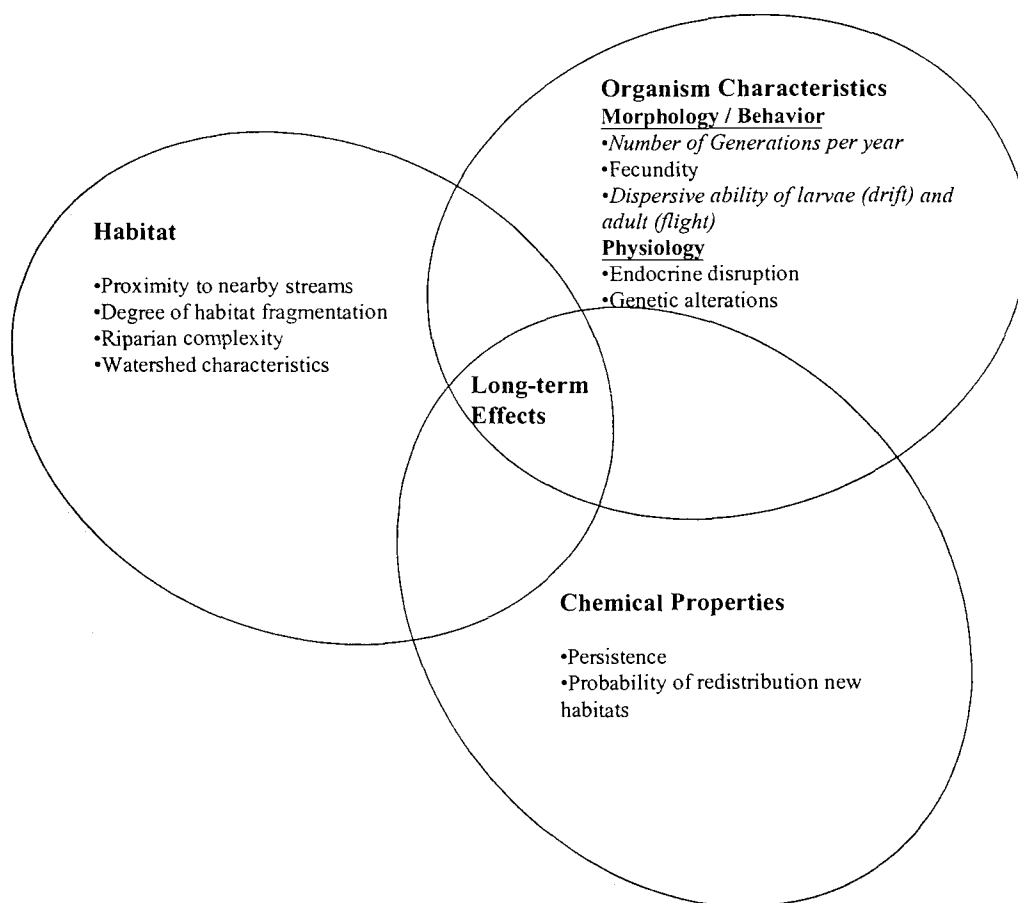 Organism Characteristics
Morphology / Behavior
•Number of Generations per year
•Fecundity
•Dispersive ability of larvae (drift) and
adult (flight)
Physiology
•Endocrine disruption
•Genetic alterations
Habitat
•Proximity to nearby streams
•Degree of habitat fragmentation
•Riparian complexity
•Watershed characteristics
Long-term
Effects
Chemical Properties
•Persistence
•Probability of redistribution new
habitats